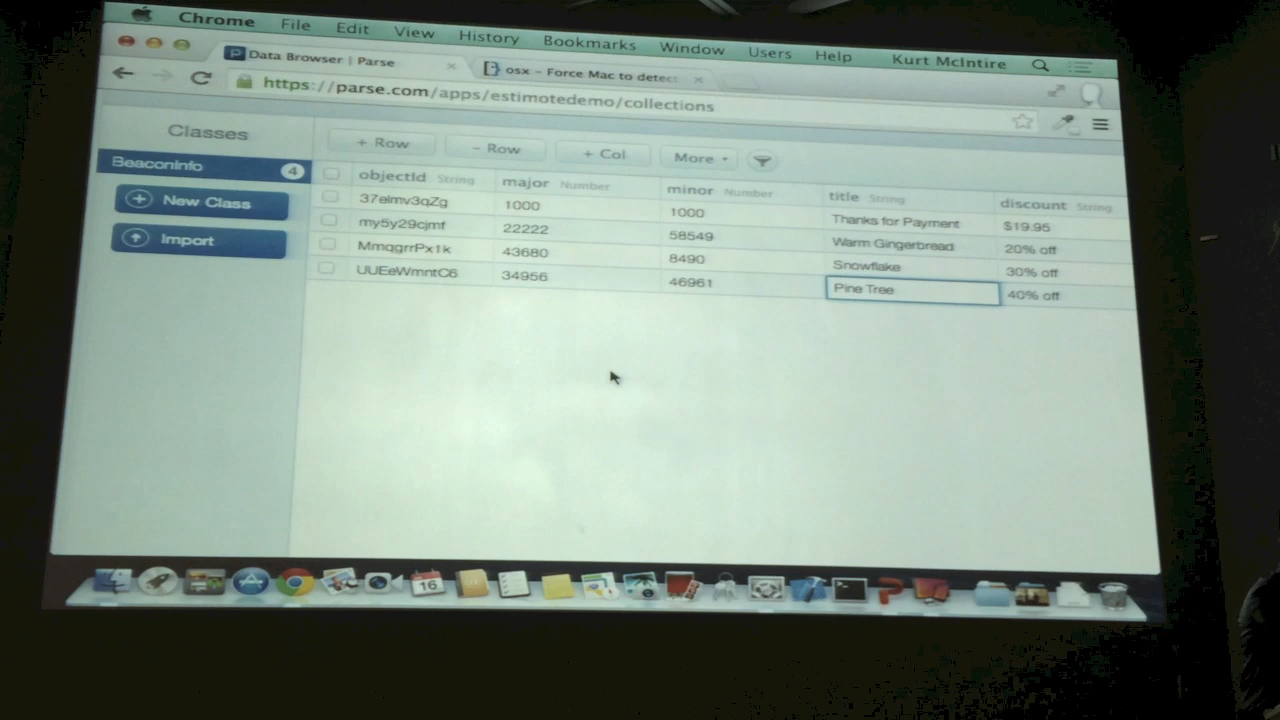 Chrome File Edit View History Bookmarks Window Users Help Kurt McIntire
Data Browser | Parse osx - Force Mac to detect
https://parse.com/apps/estimotedemo/collections
Classes + Row - Row + Col More
BeaconInfo 4
New Class
Import
objectId String major Number minor Number title String discount String
37elmv3qZg 1000 1000 Thanks for Payment $19.95
my5y29cjmf 22222 58549 Warm Gingerbread 20% off
MmqgrrPx1k 43680 8490 Snowflake 30% off
UUEeWmntC6 34956 46961 Pine Tree 40% off
16